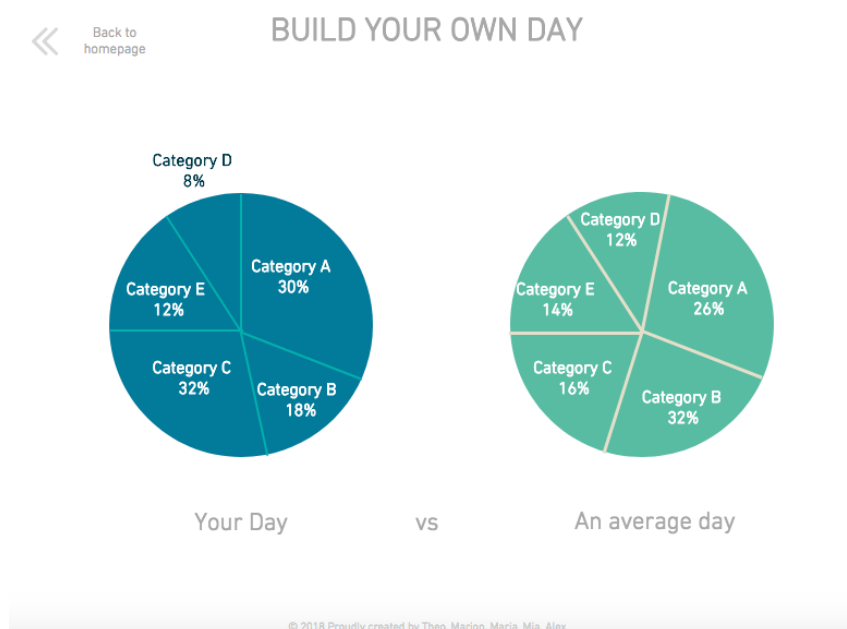 Back to
homepage
BUILD YOUR OWN DAY
Category D
8%
Category A
30%
Category E
12%
Category C
32%
Category B
18%
Category D
12%
Category A
26%
Category E
14%
Category C
16%
Category B
32%
Your Day
vs
An average day
© 2018 Proudly created by Theo, Marion, Maria, Mia, Alex